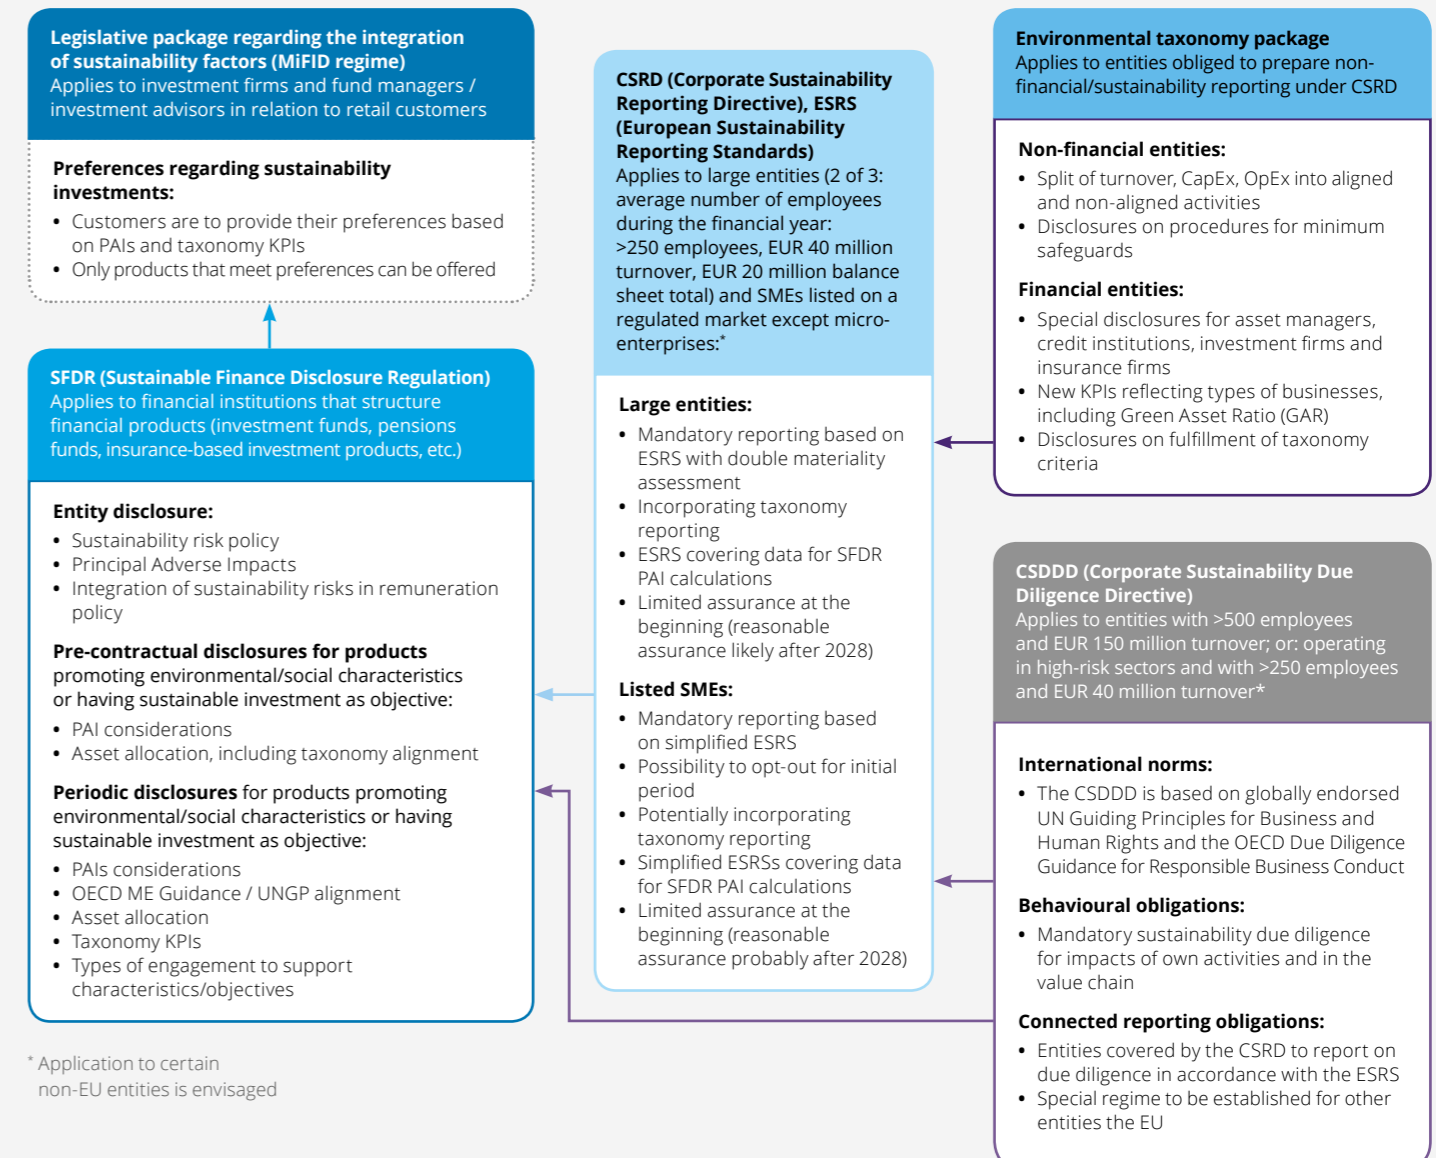 Legislative package regarding the integration
of sustainability factors (MiFID regime)
Applies to investment firms and fund managers /
investment advisors in relation to retail customers
Preferences regarding sustainability
investments:
• Customers are to provide their preferences based
on PAIs and taxonomy KPIs
• Only products that meet preferences can be offered
SFDR (Sustainable Finance Disclosure Regulation)
Applies to financial institutions that structure
financial products (investment funds, pensions
funds, insurance-based investment products, etc.)
Entity disclosure:
• Sustainability risk policy
• Principal Adverse Impacts
• Integration of sustainability risks in remuneration
policy
Pre-contractual disclosures for products
promoting environmental/social characteristics
or having sustainable investment as objective:
• PAI considerations
• Asset allocation, including taxonomy alignment
Periodic disclosures for products promoting
environmental/social characteristics or having
sustainable investment as objective:
• PAIs considerations
• OECD ME Guidance / UNGP alignment
• Asset allocation
• Taxonomy KPIs
• Types of engagement to support
characteristics/objectives
* Application to certain
non-EU entities is envisaged
CSRD (Corporate Sustainability
Reporting Directive), ESRS
(European Sustainability
Reporting Standards)
Applies to large entities (2 of 3:
average number of employees
during the financial year:
>250 employees, EUR 40 million
turnover, EUR 20 million balance
sheet total) and SMEs listed on a
regulated market except micro-
enterprises:*
Large entities:
• Mandatory reporting based on
ESRS with double materiality
assessment
• Incorporating taxonomy
reporting
• ESRS covering data for SFDR
PAI calculations
• Limited assurance at the
beginning (reasonable
assurance likely after 2028)
Listed SMEs:
• Mandatory reporting based
on simplified ESRS
• Possibility to opt-out for initial
period
• Potentially incorporating
taxonomy reporting
• Simplified ESRSs covering data
for SFDR PAI calculations
• Limited assurance at the
beginning (reasonable
assurance probably after 2028)
Environmental taxonomy package
Applies to entities obliged to prepare non-
financial/sustainability reporting under CSRD
Non-financial entities:
• Split of turnover, CapEx, OpEx into aligned
and non-aligned activities
• Disclosures on procedures for minimum
safeguards
Financial entities:
• Special disclosures for asset managers,
credit institutions, investment firms and
insurance firms
• New KPIs reflecting types of businesses,
including Green Asset Ratio (GAR)
• Disclosures on fulfillment of taxonomy
criteria
CSDDD (Corporate Sustainability Due
Diligence Directive)
Applies to entities with >500 employees
and EUR 150 million turnover; or: operating
in high-risk sectors and with >250 employees
and EUR 40 million turnover*
International norms:
• The CSDDD is based on globally endorsed
UN Guiding Principles for Business and
Human Rights and the OECD Due Diligence
Guidance for Responsible Business Conduct
Behavioural obligations:
• Mandatory sustainability due diligence
for impacts of own activities and in the
value chain
Connected reporting obligations:
• Entities covered by the CSRD to report on
due diligence in accordance with the ESRS
• Special regime to be established for other
entities the EU